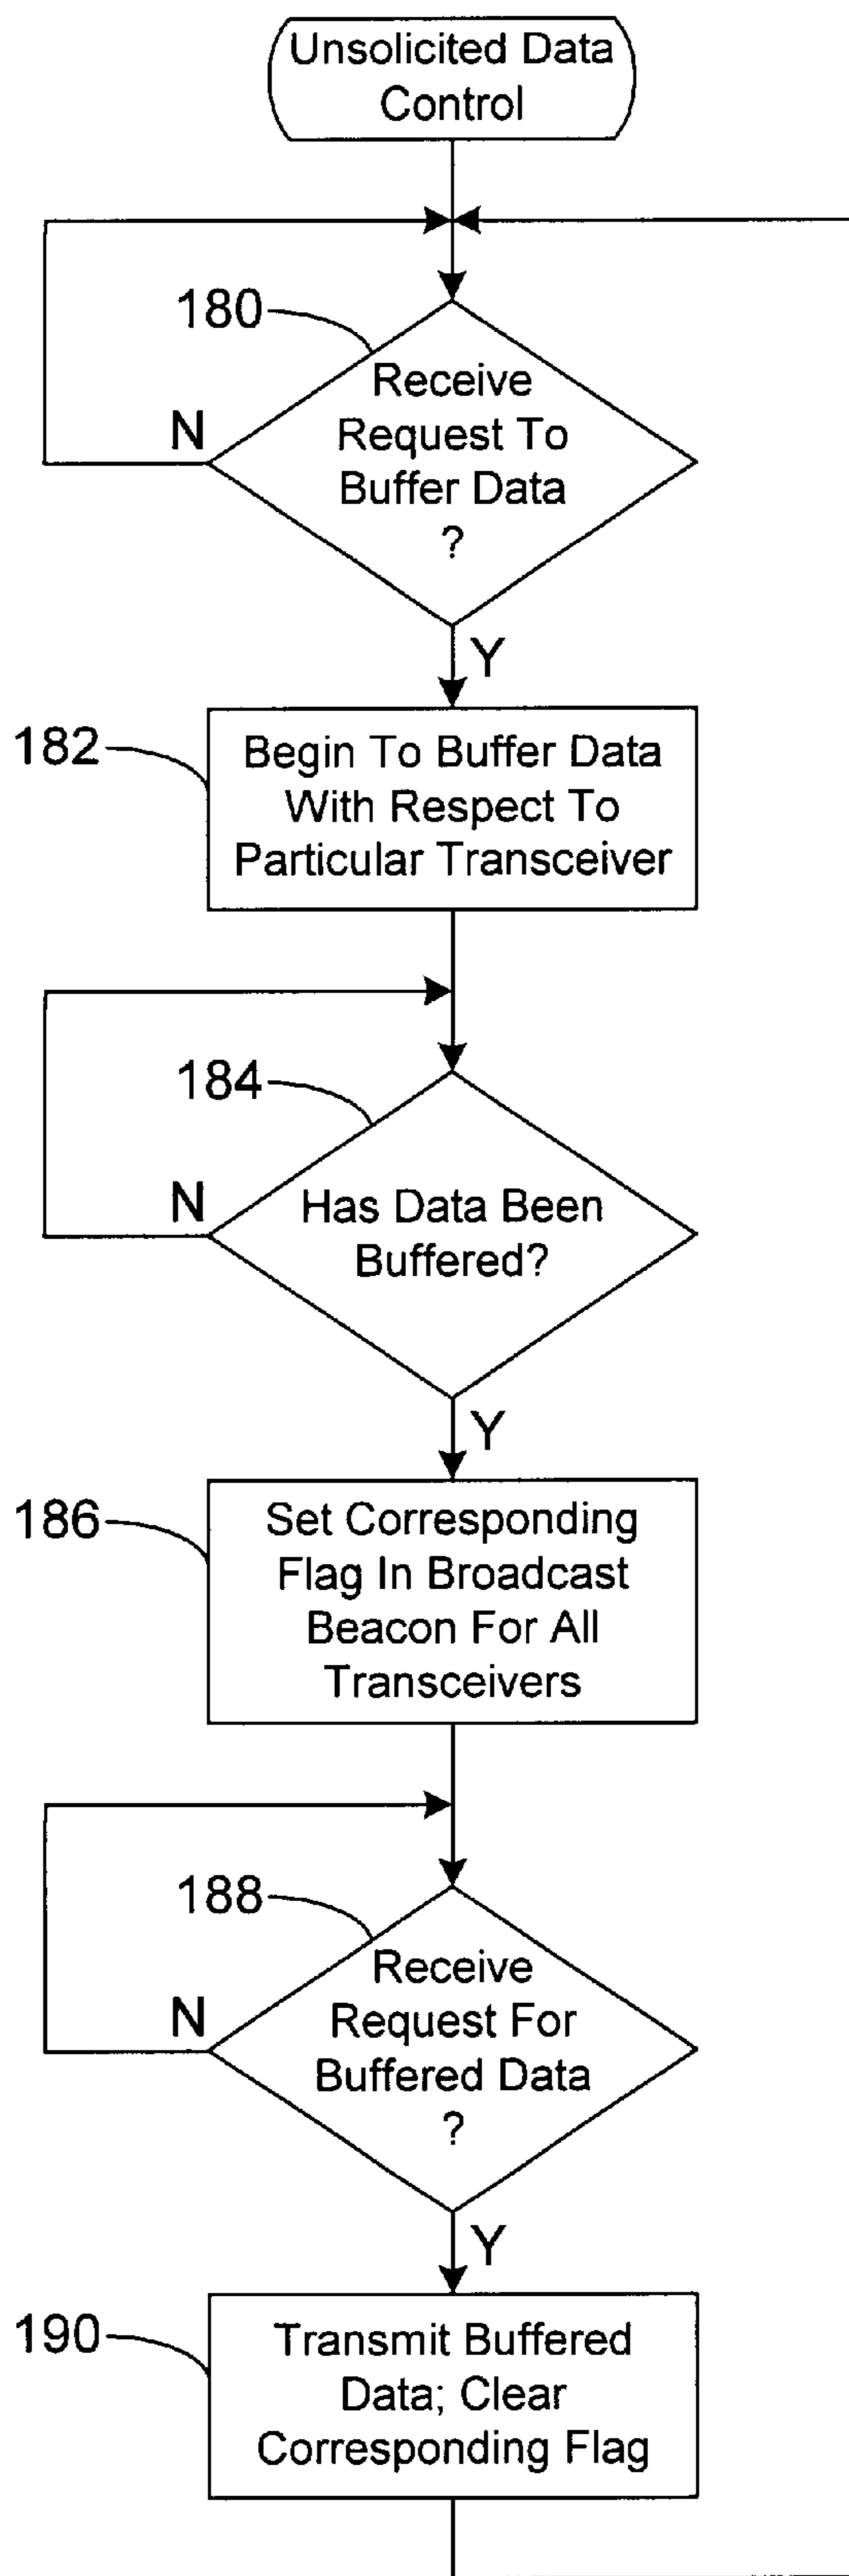 Unsolicited Data
Control
180
Receive
Request To
Buffer Data
?
N
Y
182
Begin To Buffer Data
With Respect To
Particular Transceiver
184
Has Data Been
Buffered?
N
Y
186
Set Corresponding
Flag In Broadcast
Beacon For All
Transceivers
188
Receive
Request For
Buffered Data
?
N
Y
190
Transmit Buffered
Data; Clear
Corresponding Flag